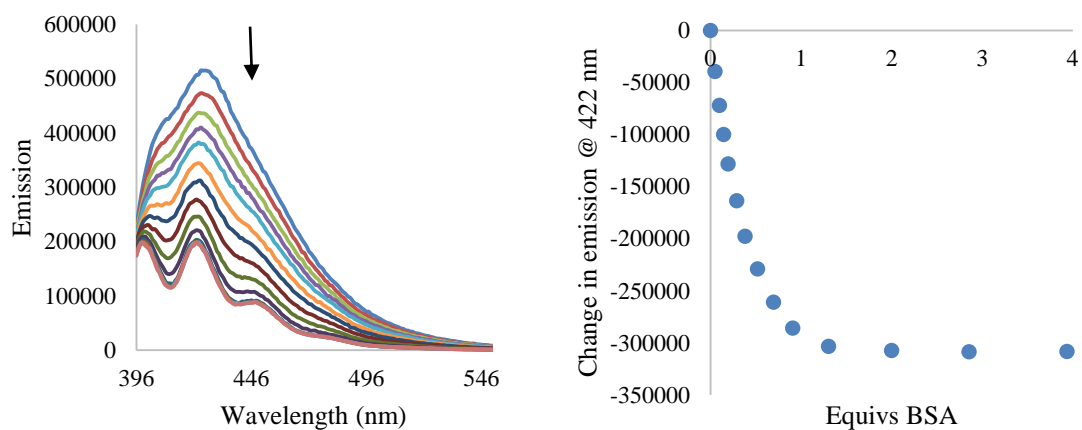 600000
500000
400000
300000
200000
100000
0
Emission
396 446 496 546
Wavelength (nm)
0
-50000
-100000
-150000
-200000
-250000
-300000
-350000
Change in emission @ 422 nm
0 1 2 3 4
Equivs BSA